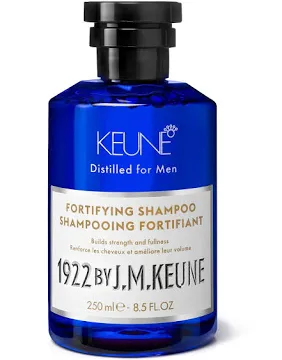 KEUNE
Distilled for Men
FORTIFYING SHAMPOO
SHAMPOOING FORTIFIANT
Builds strength and fullness
Renforce les cheveux et améliore leur volume
1922 BY J.M.KEUNE
250 ml ℮ - 8.5 FL.OZ